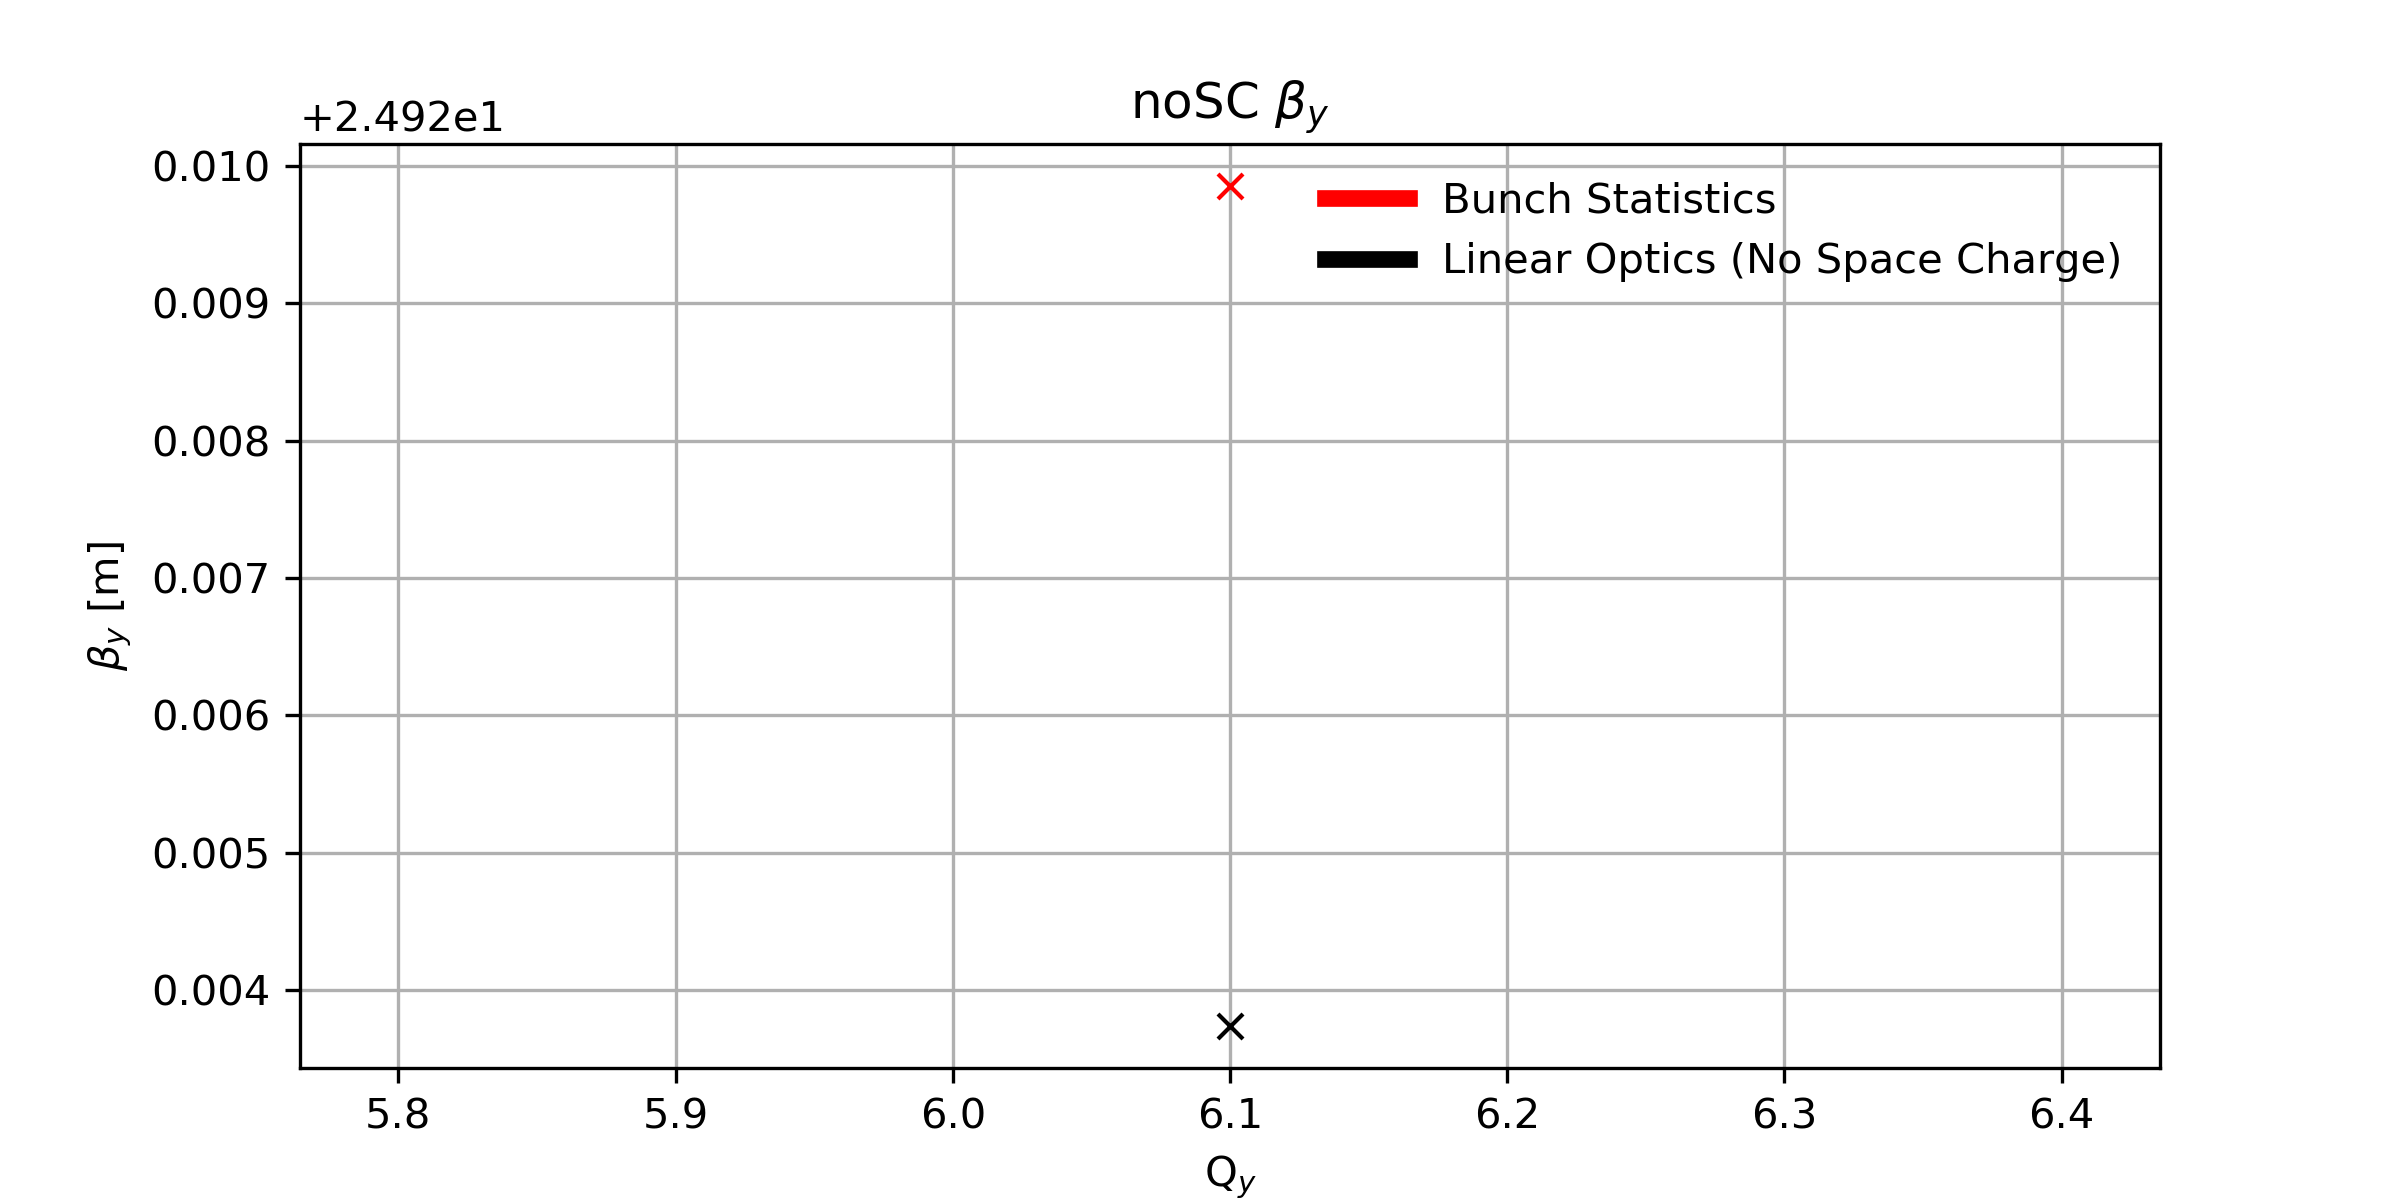 noSC βy
+2.492e1
0.010
0.009
0.008
0.007
0.006
0.005
0.004
βy [m]
Bunch Statistics
Linear Optics (No Space Charge)
5.8 5.9 6.0 6.1 6.2 6.3 6.4
Qy